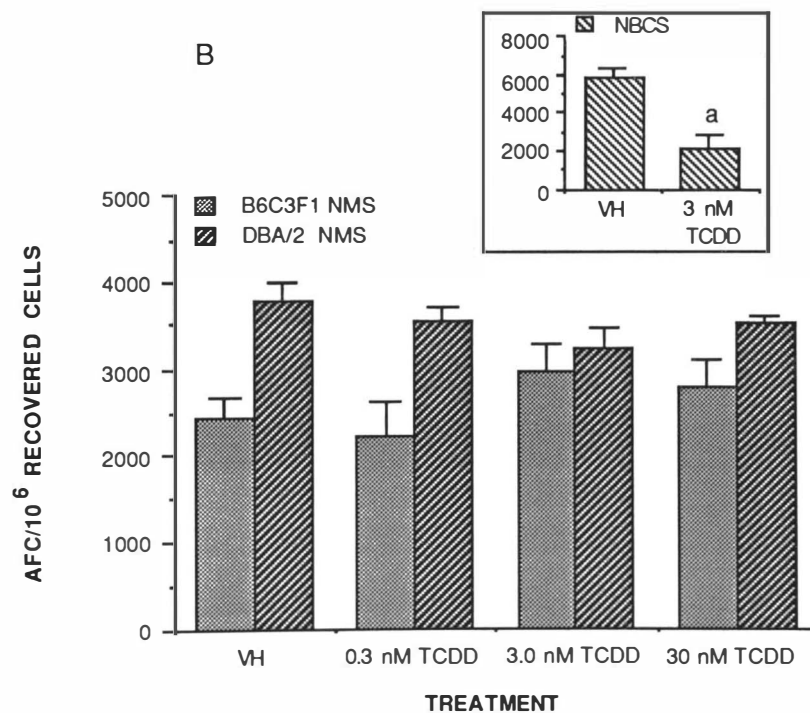 B
NBCS
8000
6000
4000
2000
0
a
VH
3 nM
TCDD
B6C3F1 NMS
DBA/2 NMS
5000
4000
3000
2000
1000
0
AFC/10⁶ RECOVERED CELLS
VH
0.3 nM TCDD
3.0 nM TCDD
30 nM TCDD
TREATMENT